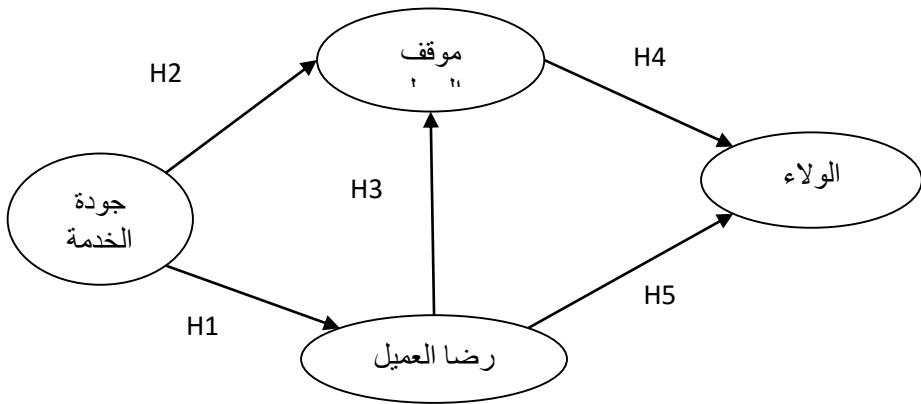 موقف
H2
H4
H3
الولاء
جودة
الخدمة
H1
H5
رضا العميل